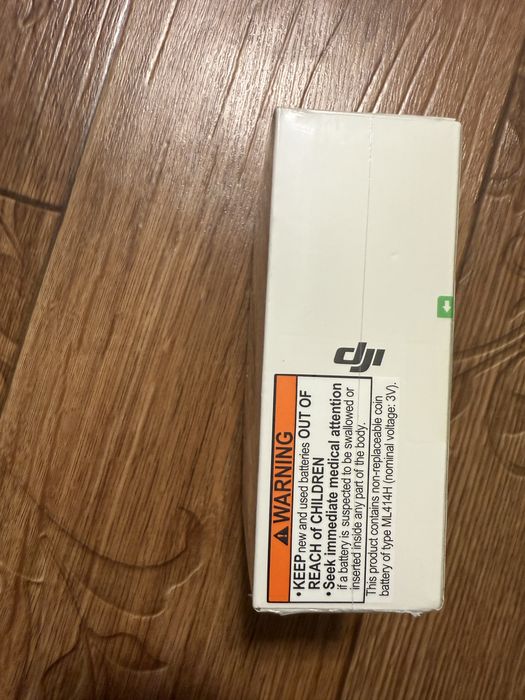 dji
WARNING
• KEEP new and used batteries OUT OF
REACH of CHILDREN
• Seek immediate medical attention
if a battery is suspected to be swallowed or
inserted inside any part of the body.
This product contains non-replaceable coin
battery of type ML414H (nominal voltage: 3V).